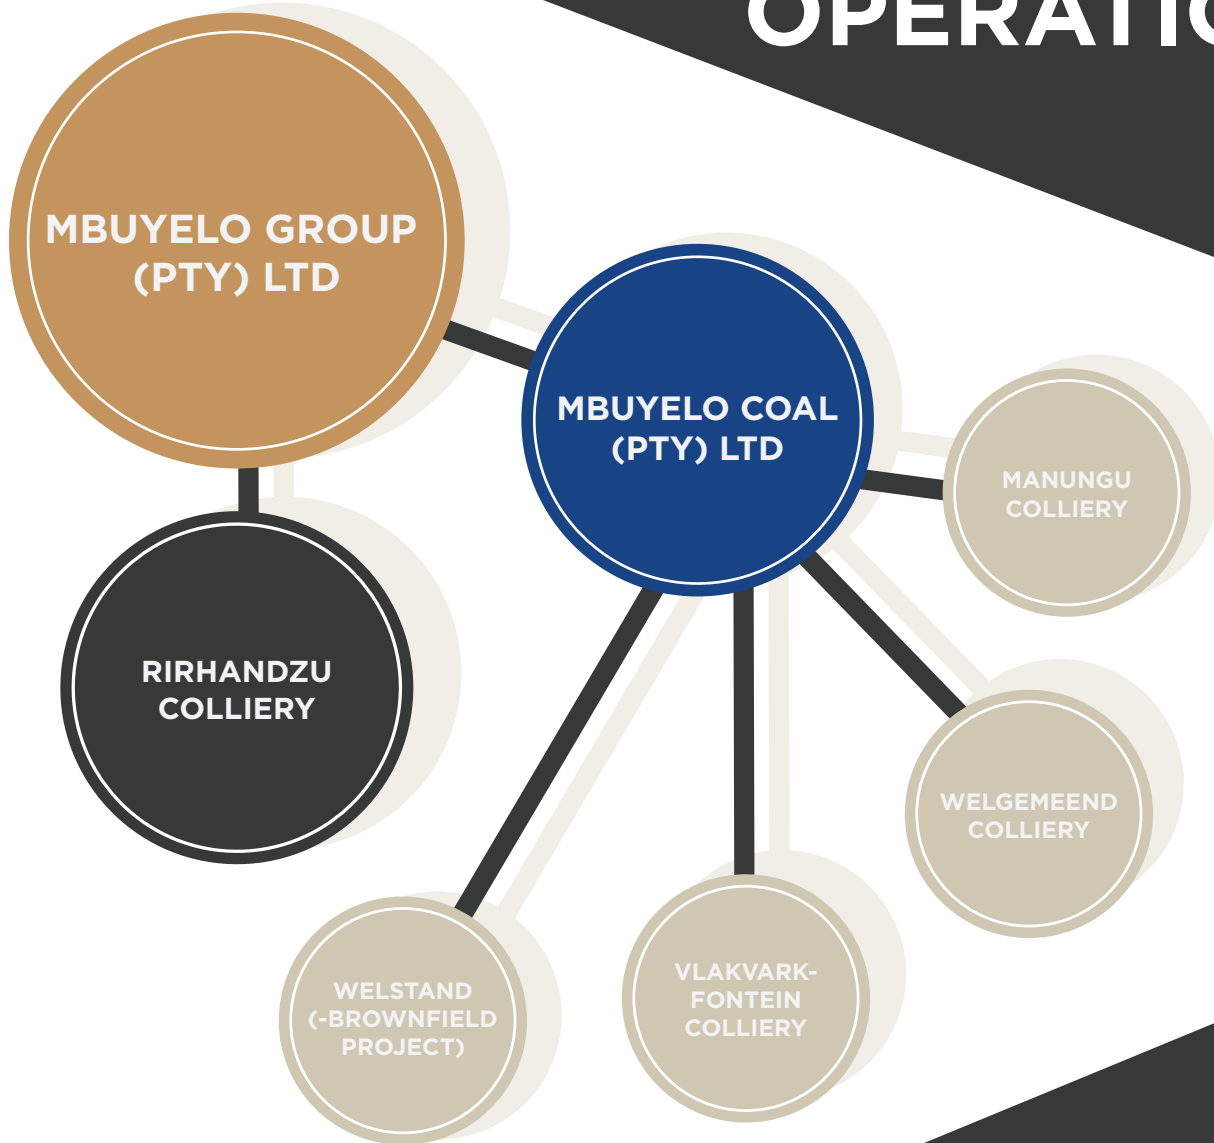 OPERATIO
MBUYELO GROUP
(PTY) LTD
MBUYELO COAL
(PTY) LTD
MANUNGU
COLLIERY
RIRHANDZU
COLLIERY
WELGEMEEND
COLLIERY
VLAKVARK-
FONTEIN
COLLIERY
WELSTAND
(-BROWNFIELD
PROJECT)